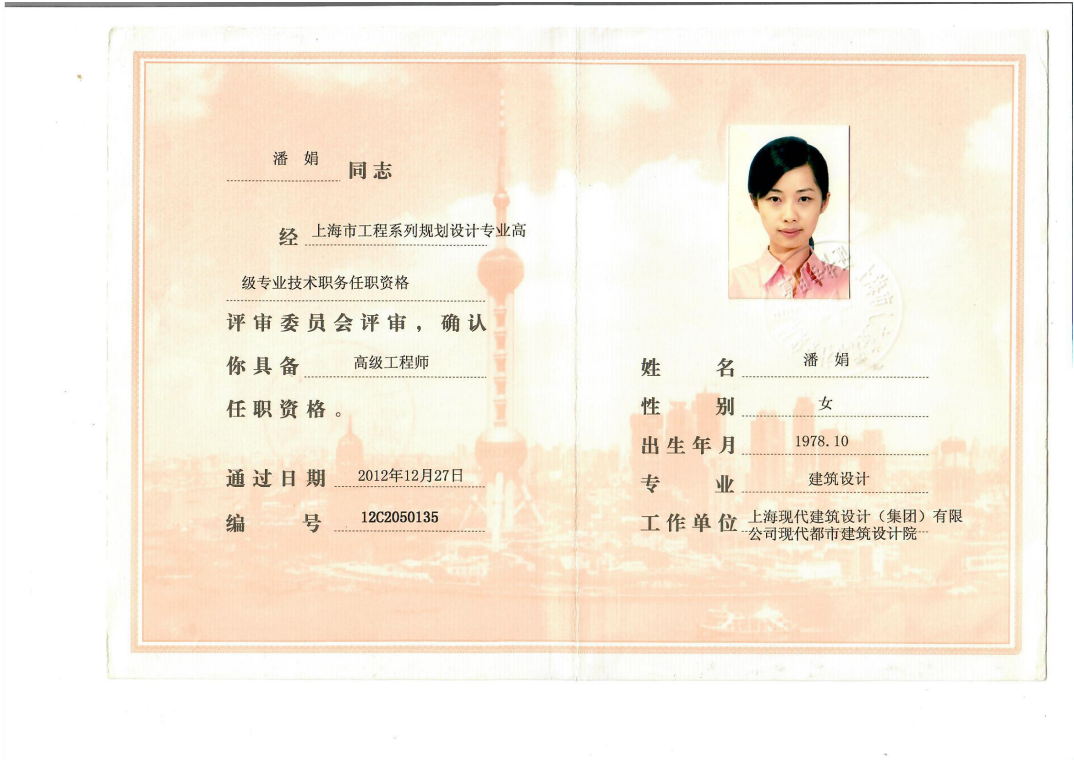 潘 娟 同志
经 上海市工程系列规划设计专业高
级专业技术职务任职资格
评审委员会评审，确认
你具备 高级工程师
任职资格。
通过日期 2012年12月27日
编 号 12C2050135
姓 名 潘 娟
性 别 女
出生年月 1978.10
专 业 建筑设计
工作单位 上海现代建筑设计（集团）有限
公司现代都市建筑设计院